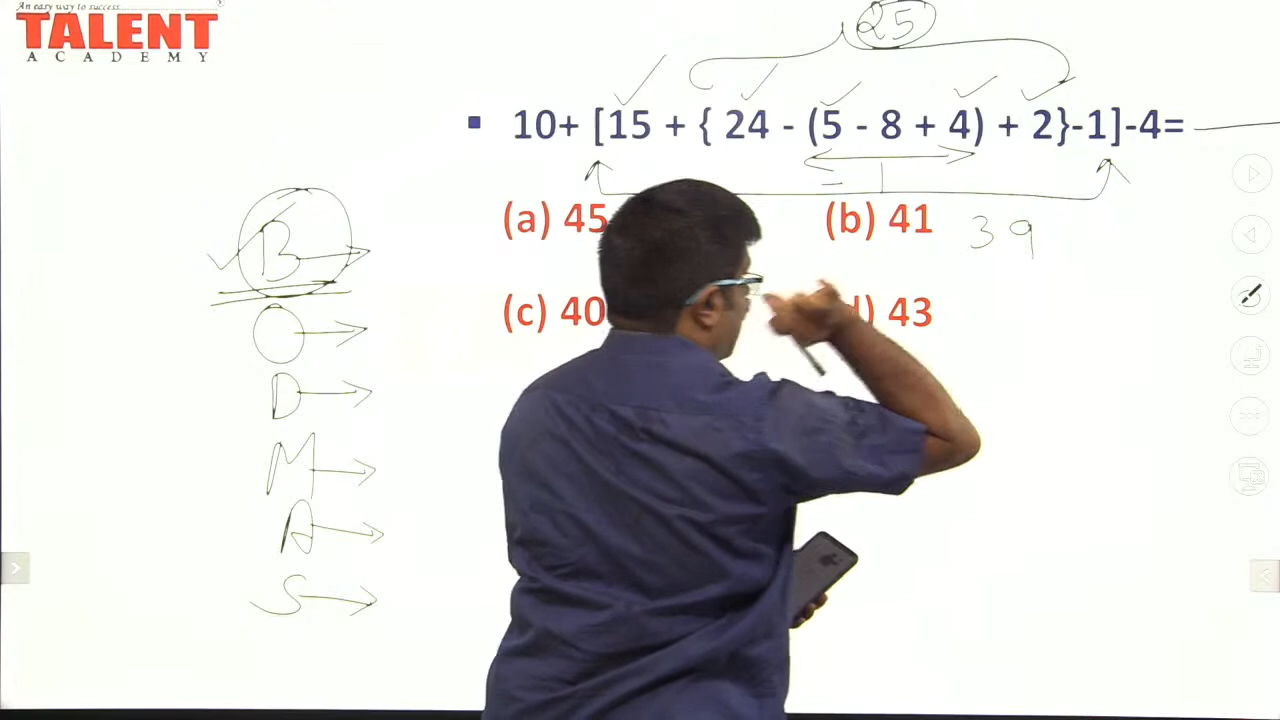 An easy way to success...
TALENT
ACADEMY
25
▪ 10+ [15 + { 24 - (5 - 8 + 4) + 2}-1]-4=
(a) 45
(b) 41
39
(c) 40
d) 43
B
O
D
M
A
S